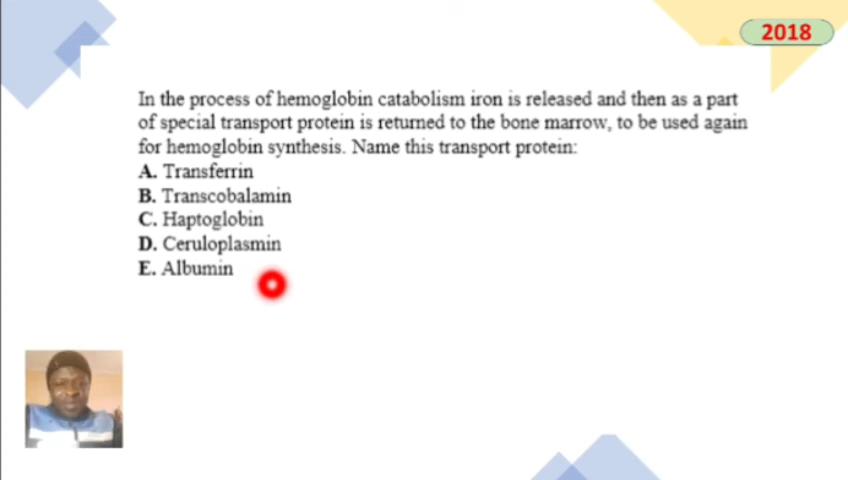 2018
In the process of hemoglobin catabolism iron is released and then as a part
of special transport protein is returned to the bone marrow, to be used again
for hemoglobin synthesis. Name this transport protein:
A. Transferrin
B. Transcobalamin
C. Haptoglobin
D. Ceruloplasmin
E. Albumin